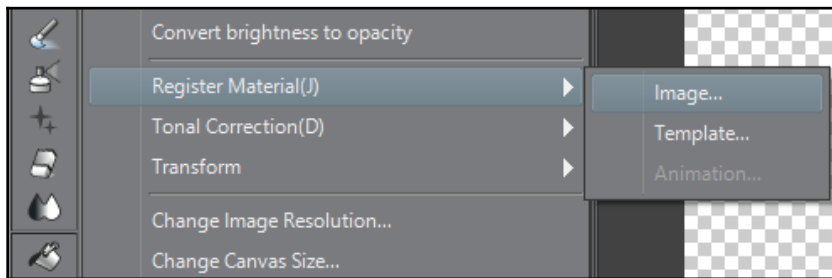 Convert brightness to opacity
Register Material(J)
Image...
Tonal Correction(D)
Template...
Transform
Animation...
Change Image Resolution...
Change Canvas Size...